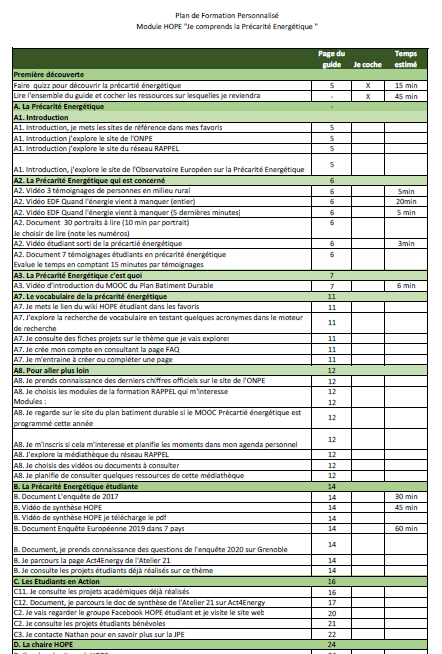 Plan de Formation Personnalisé
Module HOPE "Je comprends la Précarité Energétique "
Page du guide Je coche Temps estimé
Première découverte
Faire quizz pour découvrir la précartié énergétique 5 X 15 min
Lire l'ensemble du guide et cocher les ressources sur lesquelles je reviendra - X 45 min
A. La Précarité Energétique -
A1. Introduction
A1. Introduction, je mets les sites de référence dans mes favoris 5
A1. Introduction j'explore le site de l'ONPE 5
A1. Introduction j'explore le site du réseau RAPPEL 5
A1. Introduction, j'explore le site de l'Observatoire Européen sur la Précarité Energétique 5
A2. La Précarité Energétique qui est concerné 6
A2. Vidéo 3 témoignages de personnes en milieu rural 6 5min
A2. Vidéo EDF Quand l'énergie vient à manquer (entier) 6 20min
A2. Vidéo EDF Quand l'énergie vient à manquer (5 dernières minutes) 6 5 min
A2. Document 30 portraits à lire (10 min par portrait) 6
Je choisir de lire (note les numéros)
A2. Vidéo étudiant sorti de la précartié énergétique 6 3min
A2. Document 7 témoignages étudiants en précarité énergétique 6
Evalue le temps en comptant 15 minutes par témoignages
A3. La Précarité Energétique c'est quoi 7
A3. Vidéo d'introduction du MOOC du Plan Batiment Durable 7 6 min
A7. Le vocabulaire de la précarité énergétique 11
A7. Je mets le lien du wiki HOPE étudiant dans les favoris 11
A7. J'explore la recherche de vocabulaire en testant quelques acronymes dans le moteur
de recherche 11
A7. Je consulte des fiches projets sur le thème que je vais explorer 11
A7. Je crée mon compte en consultant la page FAQ 11
A7. Je m'entraine à créer ou compléter une page 11
A8. Pour aller plus loin 12
A8. Je prends connaissance des derniers chiffres officiels sur le site de l'ONPE 12
A8. Je choisis les modules de la formation RAPPEL qui m'interesse 12
Modules : 12
A8. Je regarde sur le site du plan batiment durable si le MOOC Précartié énergétique est
programmé cette année 12
A8. Je m'inscris si cela m'interesse et planifie les moments dans mon agenda personnel 12
A8. J'explore la médiathèque du réseau RAPPEL 12
A8. Je choisis des vidéos ou documents à consulter 12
A8. Je planifie de consulter quelques ressources de cette médiathèque 12
B. La Précarité Energétique étudiante 14
B. Document L'enquête de 2017 14 30 min
B. Vidéo de synthèse HOPE 14 45 min
B. Vidéo de synthèse HOPE je télécharge le pdf 14
B. Document Enquête Européenne 2019 dans 7 pays 14 60 min
B. Document, je prends connaissance des questions de l'enquête 2020 sur Grenoble 14
B. Je parcours la page Act4Energy de l'Atelier 21 14
B. Je consulte les projets étudiants déjà réalisés sur ce thème 14
C. Les Etudiants en Action 16
C11. Je consulte les projets académiques déjà réalisés 16
C12. Document, je parcours le doc de synthèse de l'Atelier 21 sur Act4Energy 17
C2. Je vais regarder le groupe Facebook HOPE étudiant et je visite le site web 20
C2. Je consulte les projets étudiants bénévoles 21
C3. Je contacte Nathan pour en savoir plus sur la JPE 22
D. La chaire HOPE 24